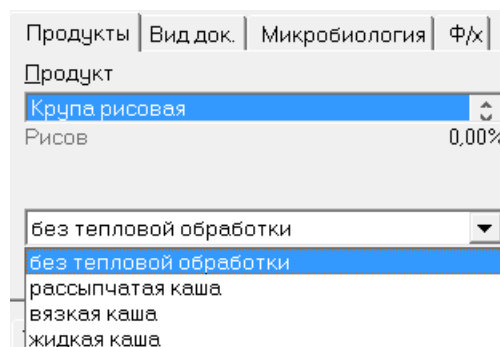 Продукты Вид док. Микробиология Ф/х
Продукт
Крупа рисовая
Рисов 0,00%
без тепловой обработки
без тепловой обработки
рассыпчатая каша
вязкая каша
жидкая каша